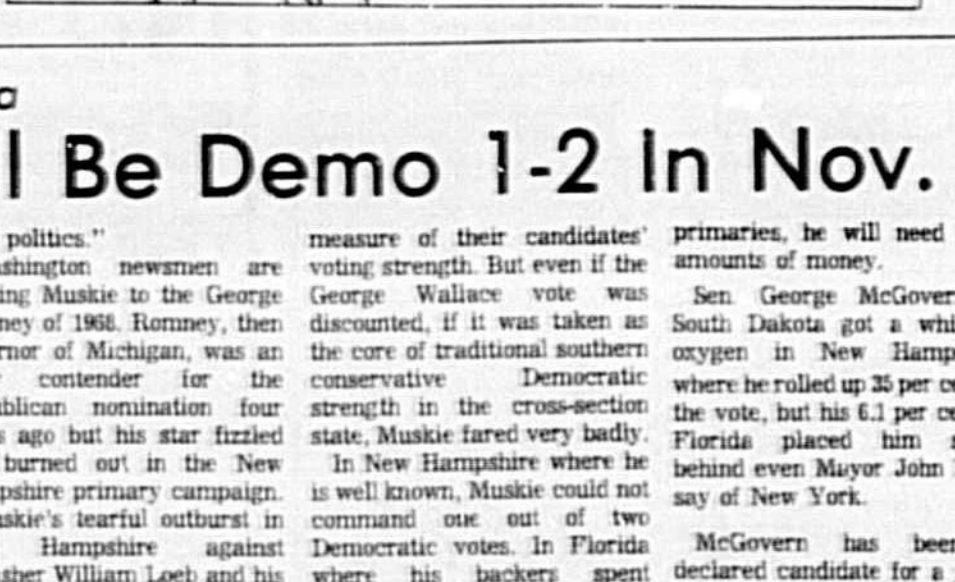 a
l Be Demo 1-2 In Nov.
politics."
ashington newsmen are
ing Muskie to the George
ney of 1968. Romney, then
rnor of Michigan, was an
contender for the
blican nomination four
s ago but his star fizzled
burned out in the New
pshire primary campaign.
skie's tearful outburst in
Hampshire against
sher William Loeb and his
measure of their candidates'
voting strength. But even if the
George Wallace vote was
discounted, if it was taken as
the core of traditional southern
conservative Democratic
strength in the cross-section
state, Muskie fared very badly.
In New Hampshire where he
is well known, Muskie could not
command one out of two
Democratic votes. In Florida
where his backers spent
primaries, he will need
amounts of money.
Sen George McGover
South Dakota got a whi
oxygen in New Hamp
where he rolled up 35 per ce
the vote, but his 6.1 per ce
Florida placed him s
behind even Mayor John
say of New York.
McGovern has been
declared candidate for a